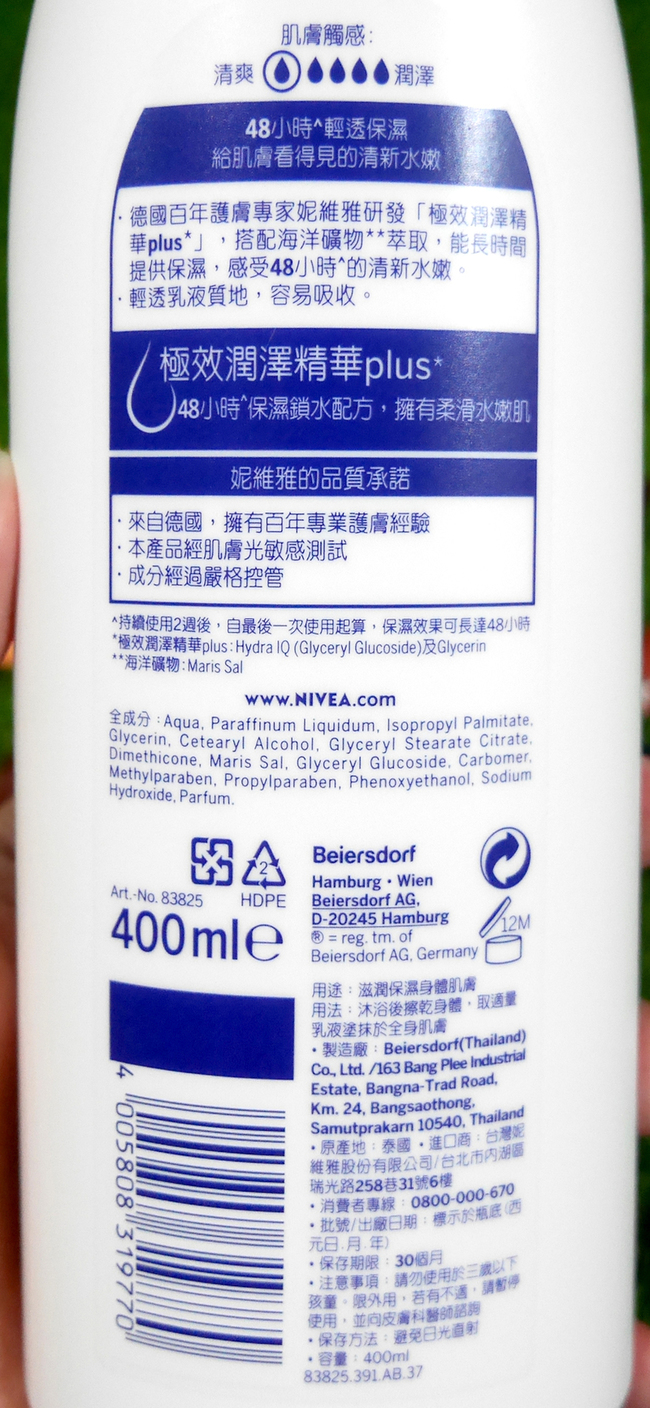 肌膚觸感:
清爽 潤澤
48小時^輕透保濕
給肌膚看得見的清新水嫩
· 德國百年護膚專家妮維雅研發「極效潤澤精
華plus*」，搭配海洋礦物**萃取，能長時間
提供保濕，感受48小時^的清新水嫩。
· 輕透乳液質地，容易吸收。
極效潤澤精華plus*
48小時^保濕鎖水配方，擁有柔滑水嫩肌
妮維雅的品質承諾
· 來自德國，擁有百年專業護膚經驗
· 本產品經肌膚光敏感測試
· 成分經過嚴格控管
^持續使用2週後，自最後一次使用起算，保濕效果可長達48小時
*極效潤澤精華plus：Hydra IQ (Glyceryl Glucoside)及Glycerin
**海洋礦物：Maris Sal
www.NIVEA.com
全成分：Aqua, Paraffinum Liquidum, Isopropyl Palmitate,
Glycerin, Cetearyl Alcohol, Glyceryl Stearate Citrate,
Dimethicone, Maris Sal, Glyceryl Glucoside, Carbomer,
Methylparaben, Propylparaben, Phenoxyethanol, Sodium
Hydroxide, Parfum.
2
HDPE
Art.-No. 83825
400ml℮
Beiersdorf
Hamburg · Wien
Beiersdorf AG,
D-20245 Hamburg
® = reg. tm. of
Beiersdorf AG, Germany
12M
用途：滋潤保濕身體肌膚
用法：沐浴後擦乾身體，取適量
乳液塗抹於全身肌膚
• 製造廠：Beiersdorf(Thailand)
Co., Ltd. /163 Bang Plee Industrial
Estate, Bangna-Trad Road,
Km. 24, Bangsaothong,
Samutprakarn 10540, Thailand
• 原產地：泰國 • 進口商：台灣妮
維雅股份有限公司/台北市內湖區
瑞光路258巷31號6樓
• 消費者專線：0800-000-670
• 批號/出廠日期：標示於瓶底(西
元日.月.年)
• 保存期限：30個月
• 注意事項：請勿使用於三歲以下
孩童。限外用，若有不適，請暫停
使用，並向皮膚科醫師諮詢
• 保存方法：避免日光直射
• 容量：400ml
83825.391.AB.37
4 005808 319770